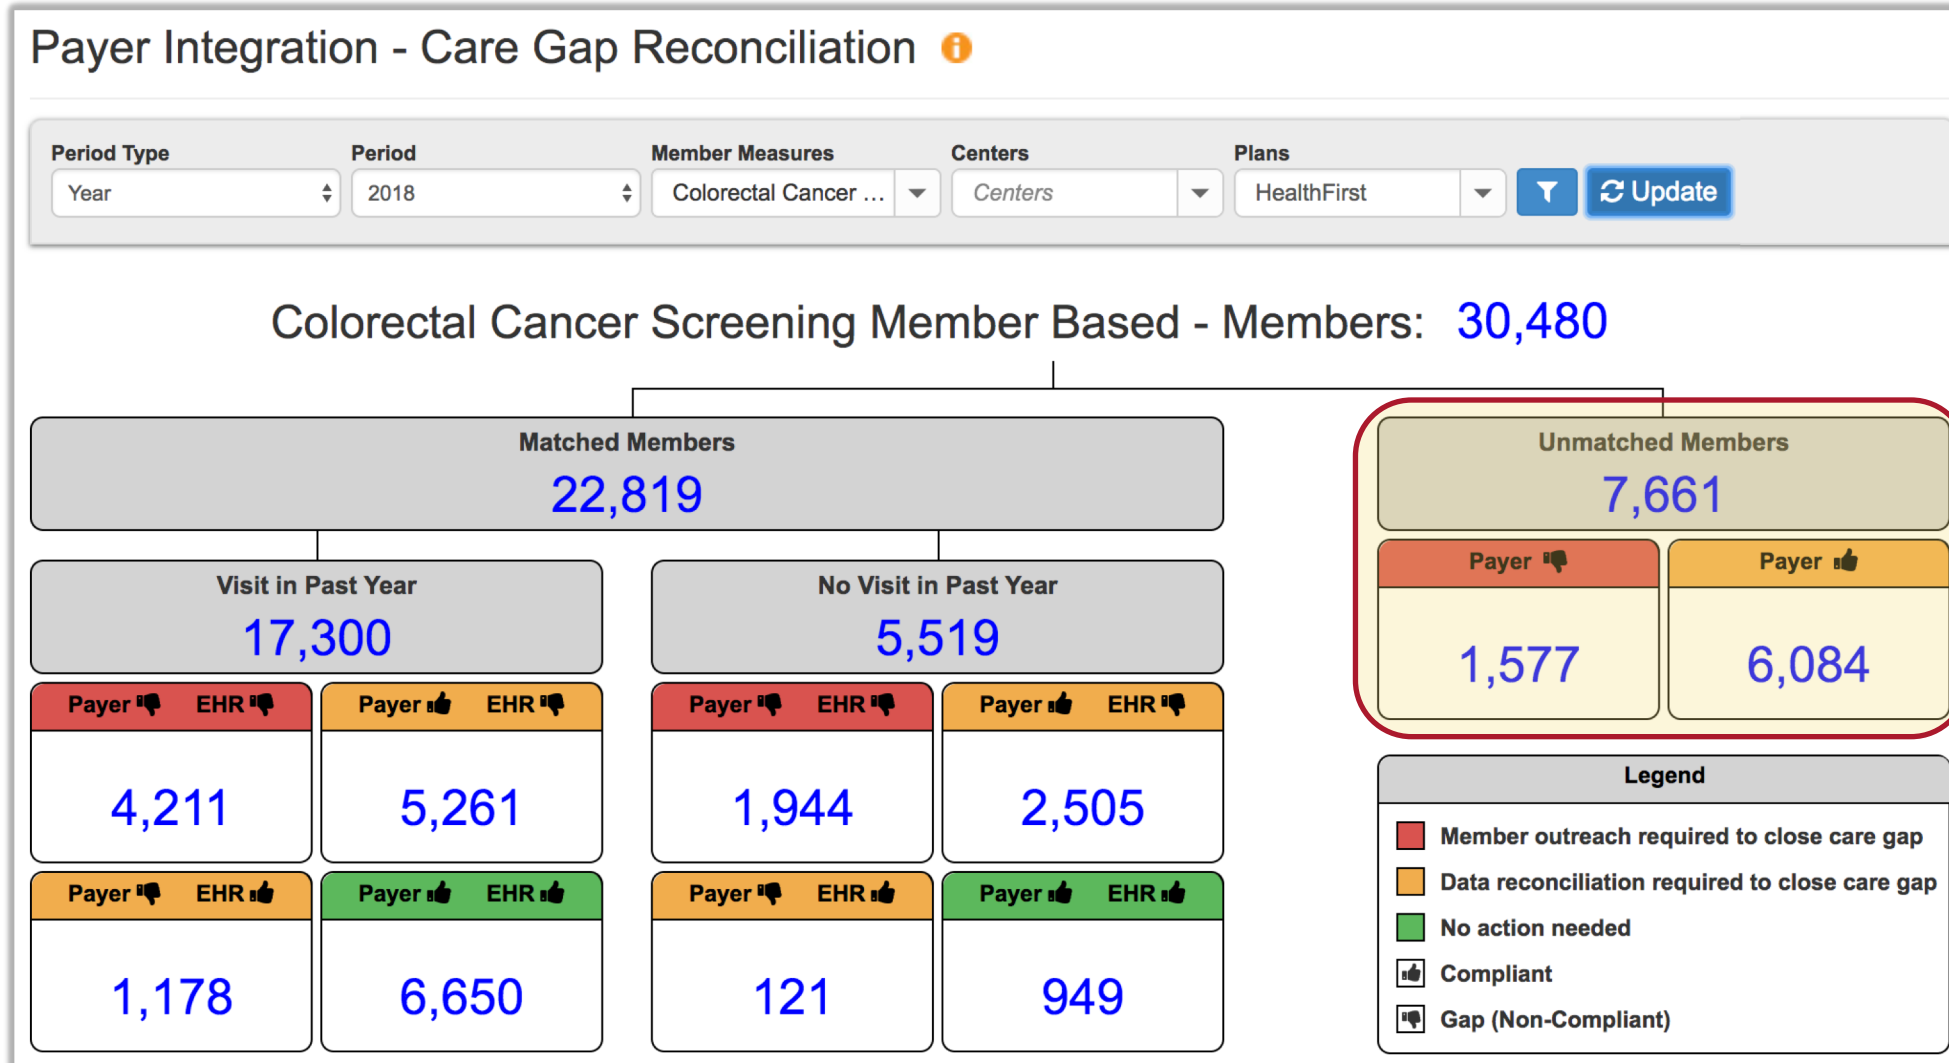 Payer Integration - Care Gap Reconciliation
Period Type
Period
Member Measures
Centers
Plans
Year
2018
Colorectal Cancer ...
Centers
HealthFirst
Update
Colorectal Cancer Screening Member Based - Members: 30,480
Matched Members
22,819
Unmatched Members
7,661
Payer
Payer
1,577
6,084
Visit in Past Year
17,300
No Visit in Past Year
5,519
Payer EHR
Payer EHR
Payer EHR
Payer EHR
4,211
5,261
1,944
2,505
Payer EHR
Payer EHR
Payer EHR
Payer EHR
1,178
6,650
121
949
Legend
Member outreach required to close care gap
Data reconciliation required to close care gap
No action needed
Compliant
Gap (Non-Compliant)